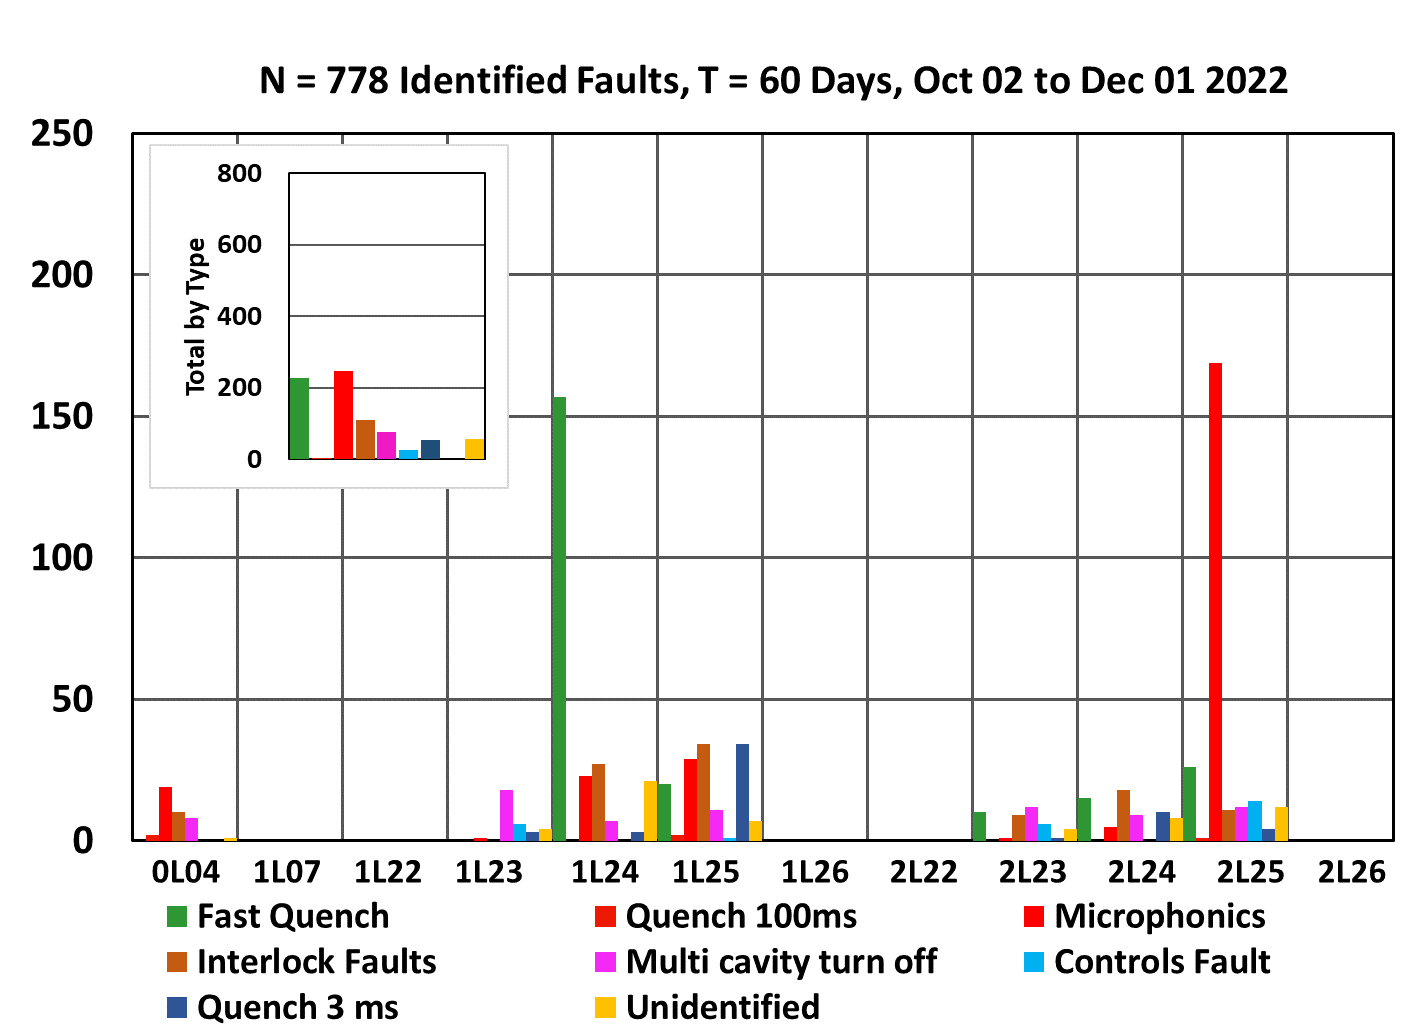 N = 778 Identified Faults, T = 60 Days, Oct 02 to Dec 01 2022
250
200
150
100
50
0
Total by Type
800
600
400
200
0
0L04 1L07 1L22 1L23 1L24 1L25 1L26 2L22 2L23 2L24 2L25 2L26
Fast Quench Quench 100ms Microphonics
Interlock Faults Multi cavity turn off Controls Fault
Quench 3 ms Unidentified